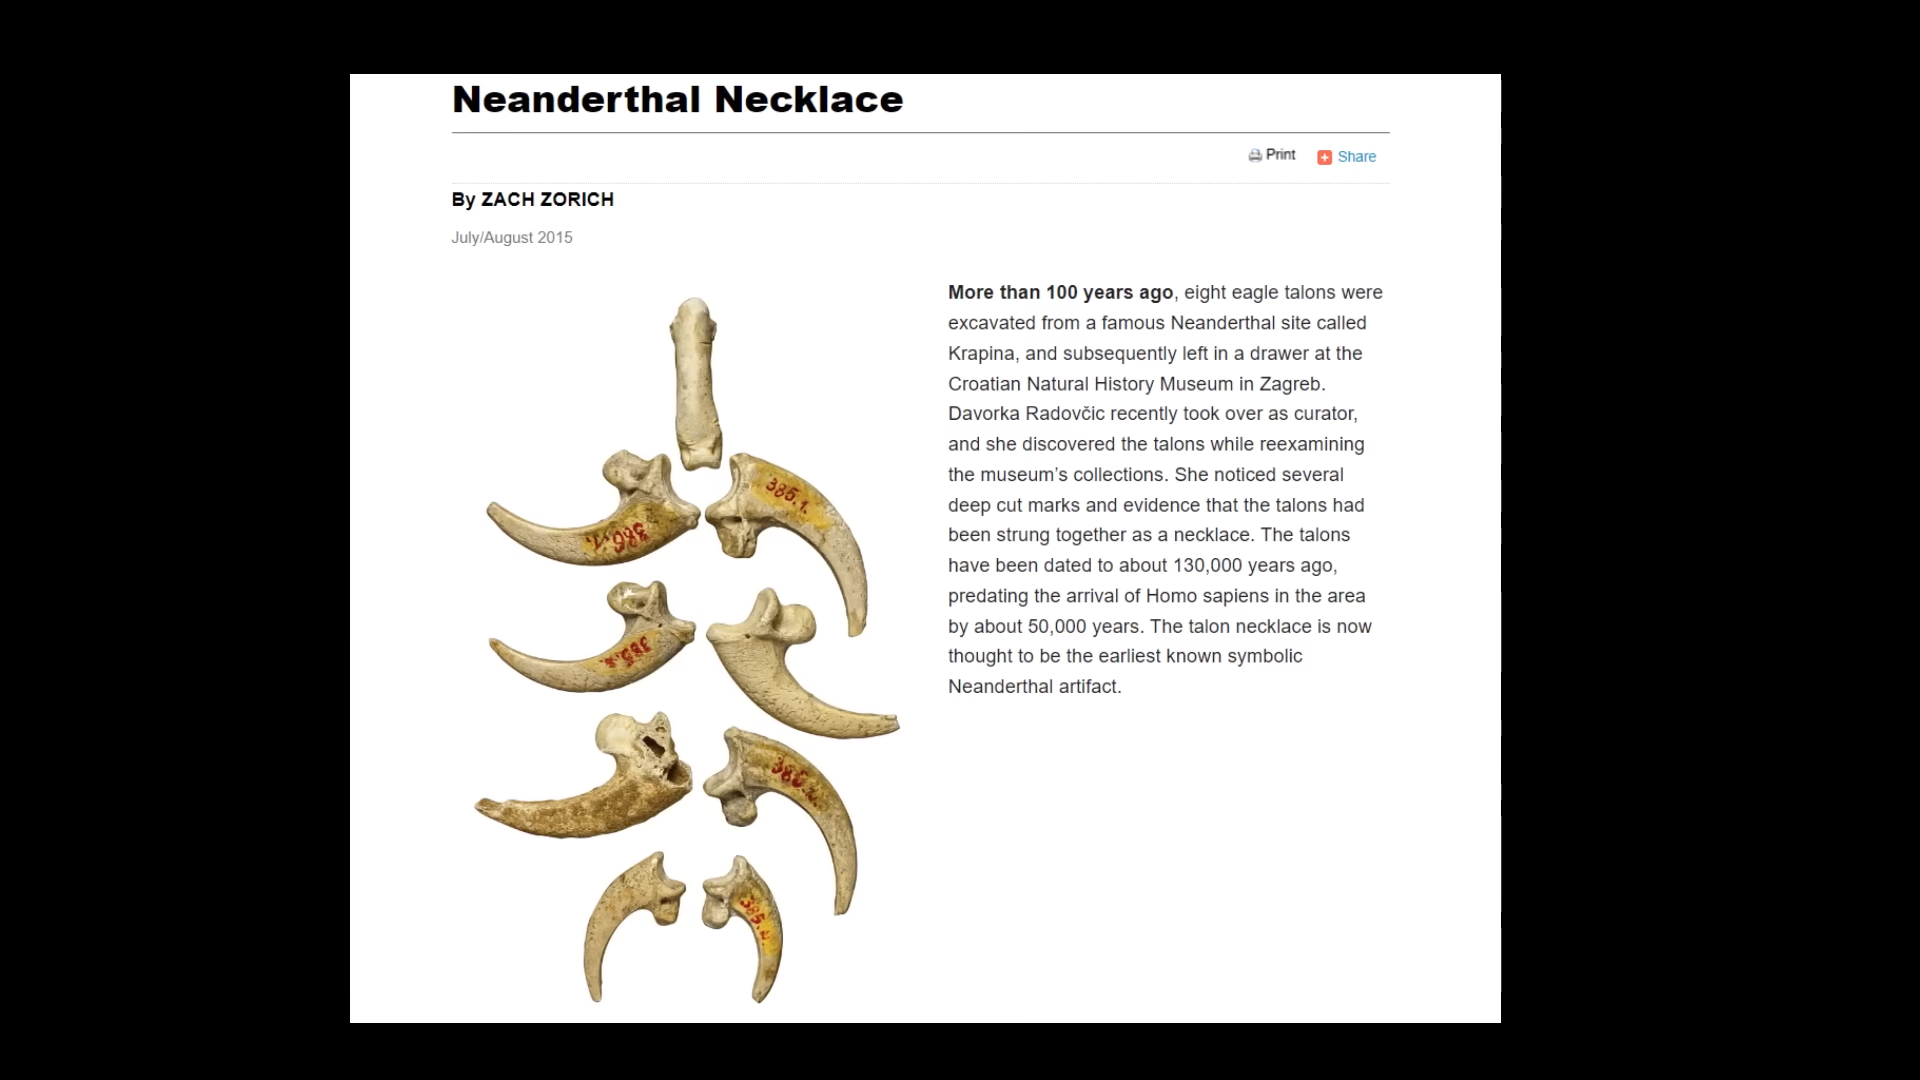 Neanderthal Necklace
Print
Share
By ZACH ZORICH
July/August 2015
More than 100 years ago, eight eagle talons were
excavated from a famous Neanderthal site called
Krapina, and subsequently left in a drawer at the
Croatian Natural History Museum in Zagreb.
Davorka Radovčic recently took over as curator,
and she discovered the talons while reexamining
the museum's collections. She noticed several
deep cut marks and evidence that the talons had
been strung together as a necklace. The talons
have been dated to about 130,000 years ago,
predating the arrival of Homo sapiens in the area
by about 50,000 years. The talon necklace is now
thought to be the earliest known symbolic
Neanderthal artifact.
386.1.
385.1.